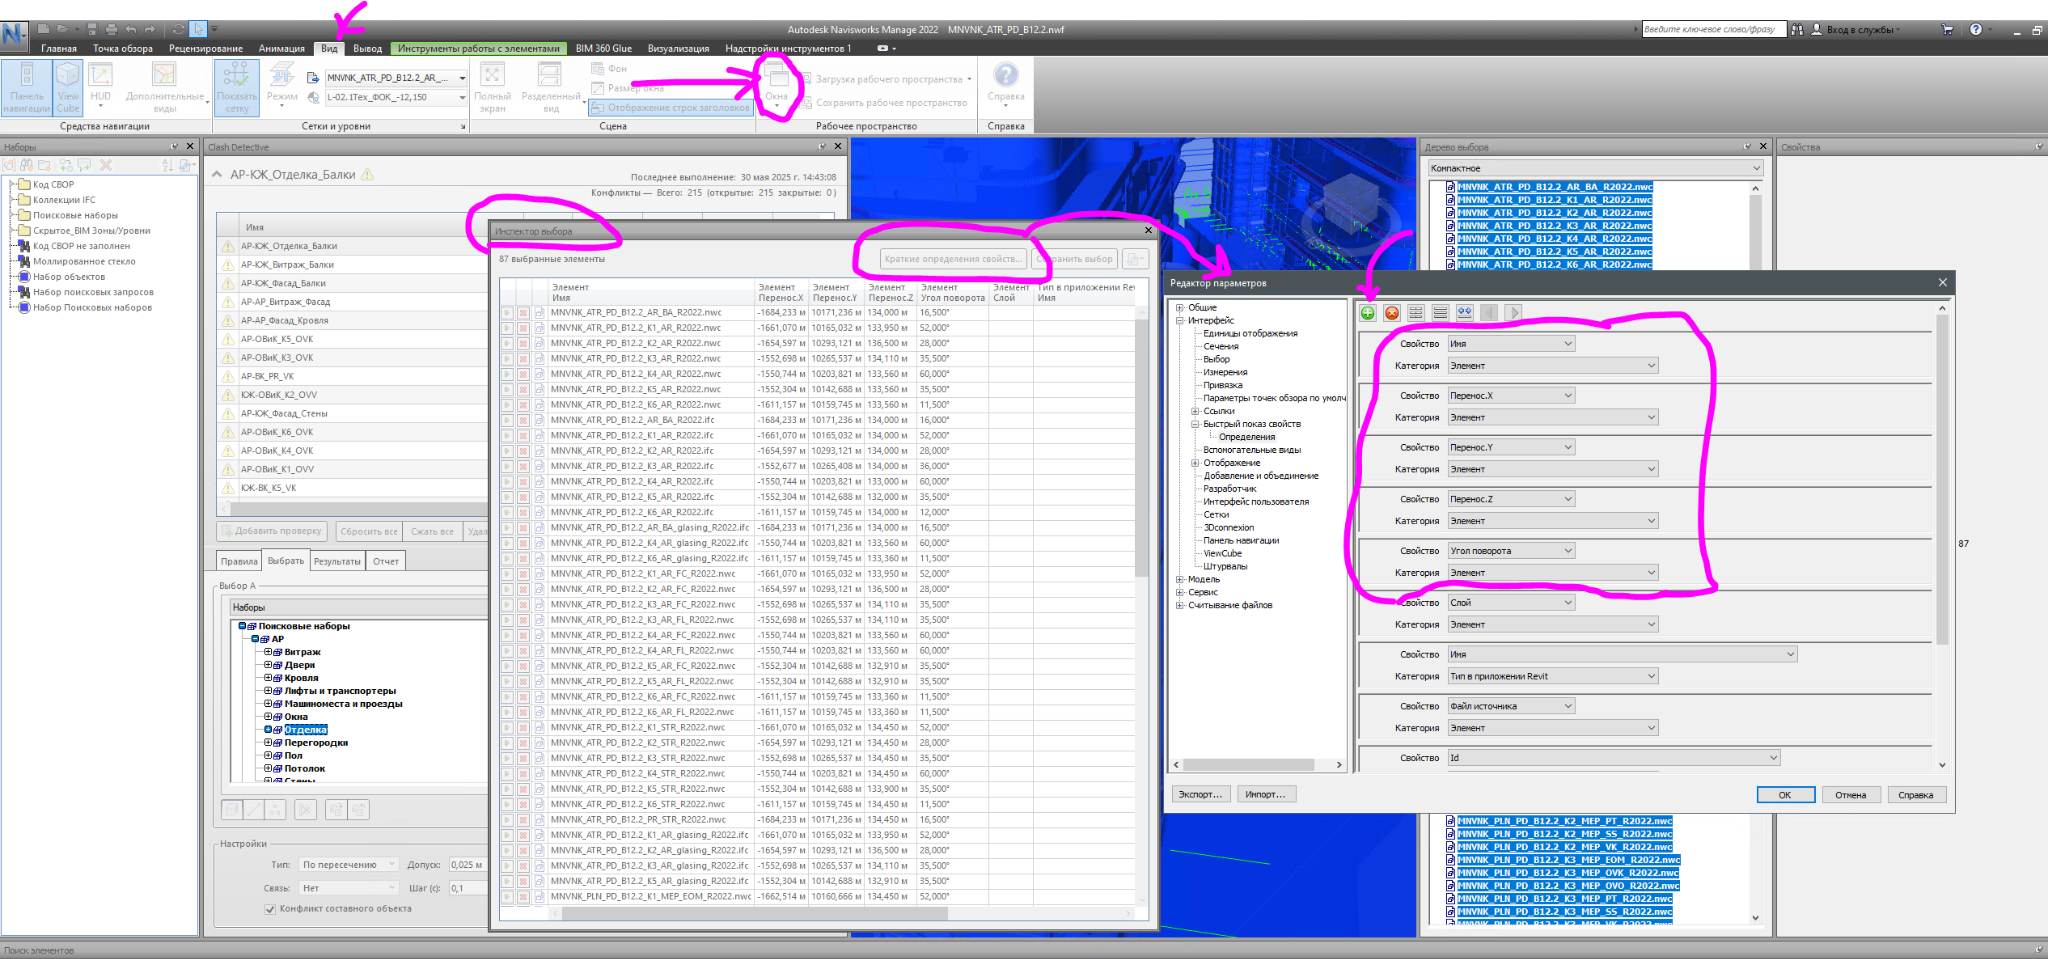 Autodesk Navisworks Manage 2022 MNVNK_ATR_PD_B12.2.nwf
Введите ключевое слово/фразу
Вход в службы
Главная Точка обзора Рецензирование Анимация Вид Вывод Инструменты работы с элементами BIM 360 Glue Визуализация Надстройки инструментов 1
Панель навигации
View Cube
HUD
Дополнительные виды
Средства навигации
Показать сетку
Режим
MNVNK_ATR_PD_B12.2_AR_...
L-02.1Тех_ФОК_-12,150
Сетки и уровни
Полный экран
Разделенный вид
Фон
Размер окна
Отображение строк заголовков
Сцена
Окна
Загрузка рабочего пространства
Сохранить рабочее пространство
Рабочее пространство
Справка
Справка
Наборы
Код СВОР
Коллекции IFC
Поисковые наборы
Скрытое_BIM Зоны/Уровни
Код СВОР не заполнен
Моллированное стекло
Набор объектов
Набор поисковых запросов
Набор Поисковых наборов
Clash Detective
АР-КЖ_Отделка_Балки
Последнее выполнение: 30 мая 2025 г. 14:43:08
Конфликты — Всего: 215 (открытые: 215 закрытые: 0)
Имя
АР-КЖ_Отделка_Балки
АР-КЖ_Витраж_Балки
АР-КЖ_Фасад_Балки
АР-АР_Витраж_Фасад
АР-АР_Фасад_Кровля
АР-ОВиК_К5_OVK
АР-ОВиК_К3_OVK
АР-ВК_PR_VK
КЖ-ОВиК_К2_OVV
АР-КЖ_Фасад_Стены
АР-ОВиК_К6_OVK
АР-ОВиК_К4_OVK
АР-ОВиК_К1_OVV
КЖ-ВК_К5_VK
Добавить проверку Сбросить все Сжать все
Правила Выбрать Результаты Отчет
Выбор A
Наборы
Поисковые наборы
АР
Витраж
Двери
Кровля
Лифты и транспортеры
Машиноместа и проезды
Окна
Отделка
Перегородки
Пол
Потолок
Стены
Настройки
Тип: По пересечению Допуск: 0,025 м
Связь: Нет Шаг (с): 0,1
Конфликт составного объекта
Поиск элементов
Инспектор выбора
87 выбранные элементы
Краткие определения свойств...
Сохранить выбор
Элемент Имя Элемент Перенос.X Элемент Перенос.Y Элемент Перенос.Z Элемент Угол поворота Элемент Слой Тип в приложении Rev Имя
MNVNK_ATR_PD_B12.2_AR_BA_R2022.nwc -1684,233 м 10171,236 м 134,000 м 16,500°
MNVNK_ATR_PD_B12.2_K1_AR_R2022.nwc -1661,070 м 10165,032 м 133,950 м 52,000°
MNVNK_ATR_PD_B12.2_K2_AR_R2022.nwc -1654,597 м 10293,121 м 136,500 м 28,000°
MNVNK_ATR_PD_B12.2_K3_AR_R2022.nwc -1552,698 м 10265,537 м 134,110 м 35,500°
MNVNK_ATR_PD_B12.2_K4_AR_R2022.nwc -1550,744 м 10203,821 м 133,560 м 60,000°
MNVNK_ATR_PD_B12.2_K5_AR_R2022.nwc -1552,304 м 10142,688 м 133,560 м 35,500°
MNVNK_ATR_PD_B12.2_K6_AR_R2022.nwc -1611,157 м 10159,745 м 133,560 м 11,500°
MNVNK_ATR_PD_B12.2_AR_BA_R2022.ifc -1684,233 м 10171,236 м 134,000 м 16,000°
MNVNK_ATR_PD_B12.2_K1_AR_R2022.ifc -1661,070 м 10165,032 м 134,000 м 52,000°
MNVNK_ATR_PD_B12.2_K2_AR_R2022.ifc -1654,597 м 10293,121 м 134,000 м 28,000°
MNVNK_ATR_PD_B12.2_K3_AR_R2022.ifc -1552,677 м 10265,408 м 134,000 м 36,000°
MNVNK_ATR_PD_B12.2_K4_AR_R2022.ifc -1550,744 м 10203,821 м 133,000 м 60,000°
MNVNK_ATR_PD_B12.2_K5_AR_R2022.ifc -1552,304 м 10142,688 м 132,000 м 35,500°
MNVNK_ATR_PD_B12.2_K6_AR_R2022.ifc -1611,157 м 10159,745 м 134,000 м 12,000°
MNVNK_ATR_PD_B12.2_AR_BA_glasing_R2022.ifc -1684,233 м 10171,236 м 134,000 м 16,500°
MNVNK_ATR_PD_B12.2_K4_AR_glasing_R2022.ifc -1550,744 м 10203,821 м 133,560 м 60,000°
MNVNK_ATR_PD_B12.2_K6_AR_glasing_R2022.ifc -1611,157 м 10159,745 м 133,360 м 11,500°
MNVNK_ATR_PD_B12.2_K1_AR_FC_R2022.nwc -1661,070 м 10165,032 м 133,950 м 52,000°
MNVNK_ATR_PD_B12.2_K2_AR_FC_R2022.nwc -1654,597 м 10293,121 м 136,500 м 28,000°
MNVNK_ATR_PD_B12.2_K3_AR_FC_R2022.nwc -1552,698 м 10265,537 м 134,110 м 35,500°
MNVNK_ATR_PD_B12.2_K3_AR_FL_R2022.nwc -1552,698 м 10265,537 м 134,110 м 35,500°
MNVNK_ATR_PD_B12.2_K4_AR_FC_R2022.nwc -1550,744 м 10203,821 м 133,560 м 60,000°
MNVNK_ATR_PD_B12.2_K4_AR_FL_R2022.nwc -1550,744 м 10203,821 м 133,560 м 60,000°
MNVNK_ATR_PD_B12.2_K5_AR_FC_R2022.nwc -1552,304 м 10142,688 м 132,910 м 35,500°
MNVNK_ATR_PD_B12.2_K5_AR_FL_R2022.nwc -1552,304 м 10142,688 м 132,910 м 35,500°
MNVNK_ATR_PD_B12.2_K6_AR_FC_R2022.nwc -1611,157 м 10159,745 м 133,360 м 11,500°
MNVNK_ATR_PD_B12.2_K6_AR_FL_R2022.nwc -1611,157 м 10159,745 м 133,360 м 11,500°
MNVNK_ATR_PD_B12.2_K1_STR_R2022.nwc -1661,070 м 10165,032 м 134,450 м 52,000°
MNVNK_ATR_PD_B12.2_K2_STR_R2022.nwc -1654,597 м 10293,121 м 134,450 м 28,000°
MNVNK_ATR_PD_B12.2_K3_STR_R2022.nwc -1552,698 м 10265,537 м 134,450 м 35,500°
MNVNK_ATR_PD_B12.2_K4_STR_R2022.nwc -1550,744 м 10203,821 м 134,450 м 60,000°
MNVNK_ATR_PD_B12.2_K5_STR_R2022.nwc -1552,304 м 10142,688 м 133,900 м 35,500°
MNVNK_ATR_PD_B12.2_K6_STR_R2022.nwc -1611,157 м 10159,745 м 134,450 м 11,500°
MNVNK_ATR_PD_B12.2_PR_STR_R2022.nwc -1684,233 м 10171,236 м 134,450 м 16,500°
MNVNK_ATR_PD_B12.2_K1_AR_glasing_R2022.ifc -1661,070 м 10165,032 м 133,950 м 52,000°
MNVNK_ATR_PD_B12.2_K2_AR_glasing_R2022.ifc -1654,597 м 10293,121 м 136,500 м 28,000°
MNVNK_ATR_PD_B12.2_K3_AR_glasing_R2022.ifc -1552,698 м 10265,537 м 134,110 м 35,500°
MNVNK_ATR_PD_B12.2_K5_AR_glasing_R2022.ifc -1552,304 м 10142,688 м 132,910 м 35,500°
MNVNK_PLN_PD_B12.2_K1_MEP_EOM_R2022.nwc -1662,514 м 10160,666 м 134,450 м 52,000°
Дерево выбора
Компактное
MNVNK_ATR_PD_B12.2_AR_BA_R2022.nwc
MNVNK_ATR_PD_B12.2_K1_AR_R2022.nwc
MNVNK_ATR_PD_B12.2_K2_AR_R2022.nwc
MNVNK_ATR_PD_B12.2_K3_AR_R2022.nwc
MNVNK_ATR_PD_B12.2_K4_AR_R2022.nwc
MNVNK_ATR_PD_B12.2_K5_AR_R2022.nwc
MNVNK_ATR_PD_B12.2_K6_AR_R2022.nwc
Свойства
Редактор параметров
Общие
Интерфейс
Единицы отображения
Сечения
Выбор
Измерения
Привязка
Параметры точек обзора по умолч
Ссылки
Быстрый показ свойств
Определения
Вспомогательные виды
Отображение
Добавление и объединение
Разработчик
Интерфейс пользователя
Сетки
3Dconnexion
Панель навигации
ViewCube
Штурвалы
Модель
Сервис
Считывание файлов
Свойство Имя
Категория Элемент
Свойство Перенос.X
Категория Элемент
Свойство Перенос.Y
Категория Элемент
Свойство Перенос.Z
Категория Элемент
Свойство Угол поворота
Категория Элемент
Свойство Слой
Категория Элемент
Свойство Имя
Категория Тип в приложении Revit
Свойство Файл источника
Категория Элемент
Свойство Id
Экспорт... Импорт... ОК Отмена Справка
87
MNVNK_PLN_PD_B12.2_K2_MEP_PT_R2022.nwc
MNVNK_PLN_PD_B12.2_K2_MEP_SS_R2022.nwc
MNVNK_PLN_PD_B12.2_K3_MEP_VK_R2022.nwc
MNVNK_PLN_PD_B12.2_K3_MEP_EOM_R2022.nwc
MNVNK_PLN_PD_B12.2_K3_MEP_OVK_R2022.nwc
MNVNK_PLN_PD_B12.2_K3_MEP_OVO_R2022.nwc
MNVNK_PLN_PD_B12.2_K3_MEP_PT_R2022.nwc
MNVNK_PLN_PD_B12.2_K3_MEP_SS_R2022.nwc